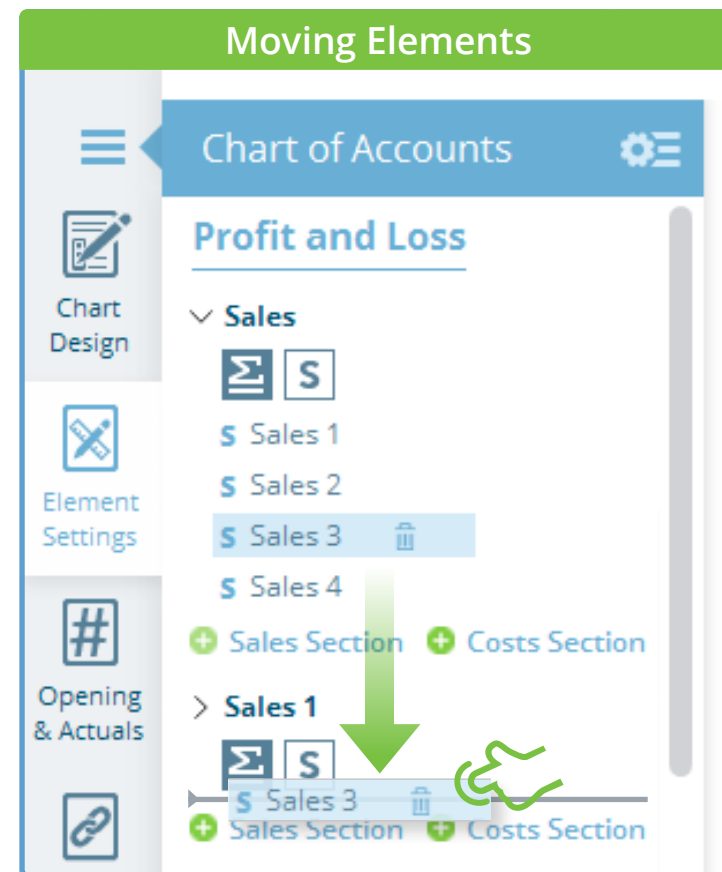 Moving Elements
Chart of Accounts
Profit and Loss
Chart
Design
Sales
Σ S
S Sales 1
S Sales 2
Element
Settings
S Sales 3
S Sales 4
Sales Section Costs Section
#
Opening
& Actuals
Sales 1
Σ S
S Sales 3
Sales Section Costs Section